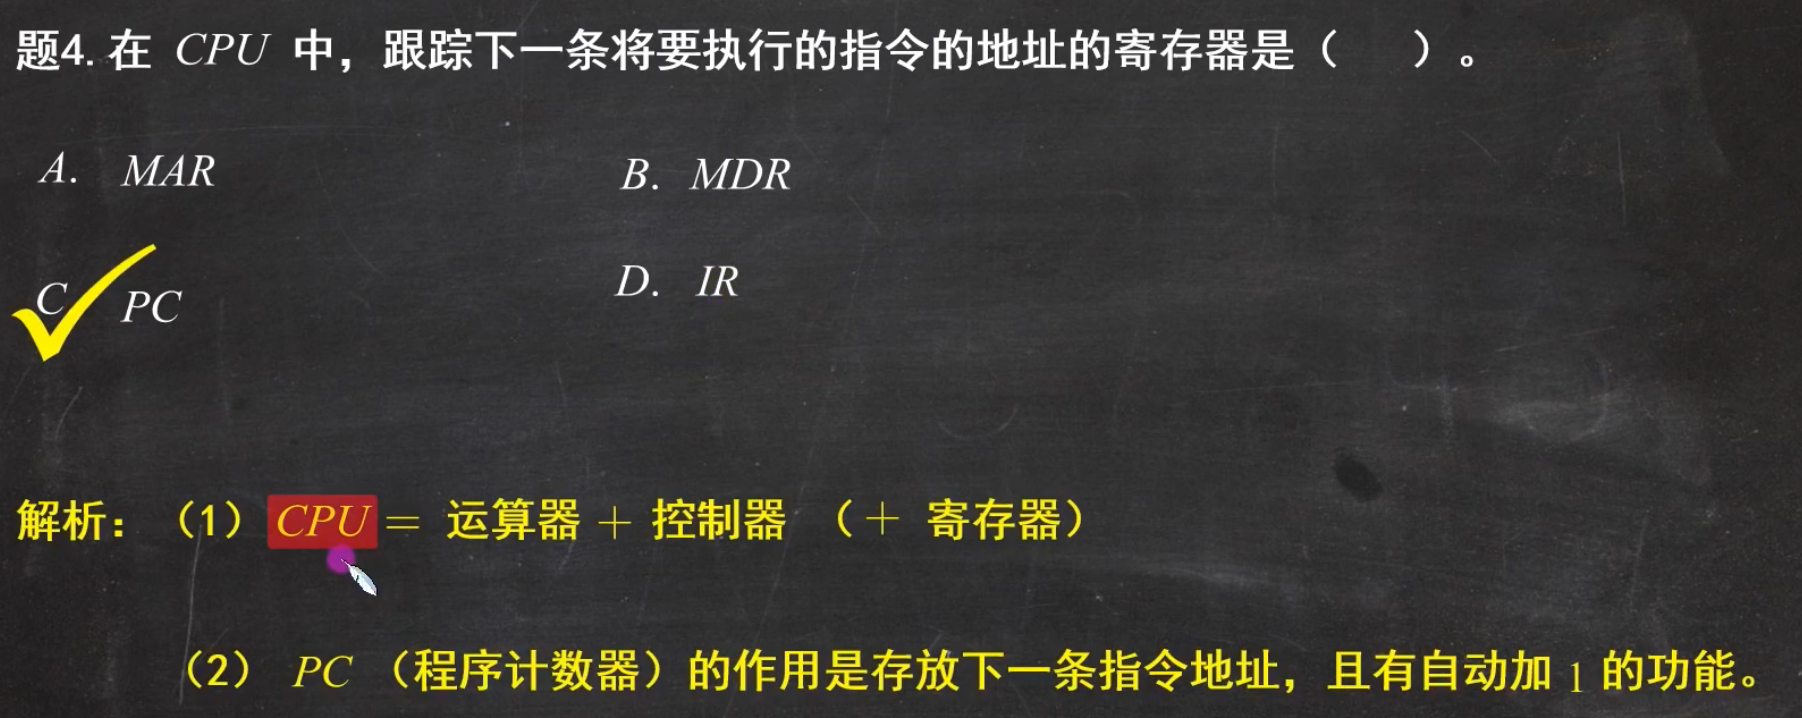 题4. 在 CPU 中，跟踪下一条将要执行的指令的地址的寄存器是（ ）。
A. MAR
B. MDR
C PC
D. IR
解析：（1）CPU = 运算器 + 控制器 （+ 寄存器）
（2） PC （程序计数器）的作用是存放下一条指令地址，且有自动加 1 的功能。